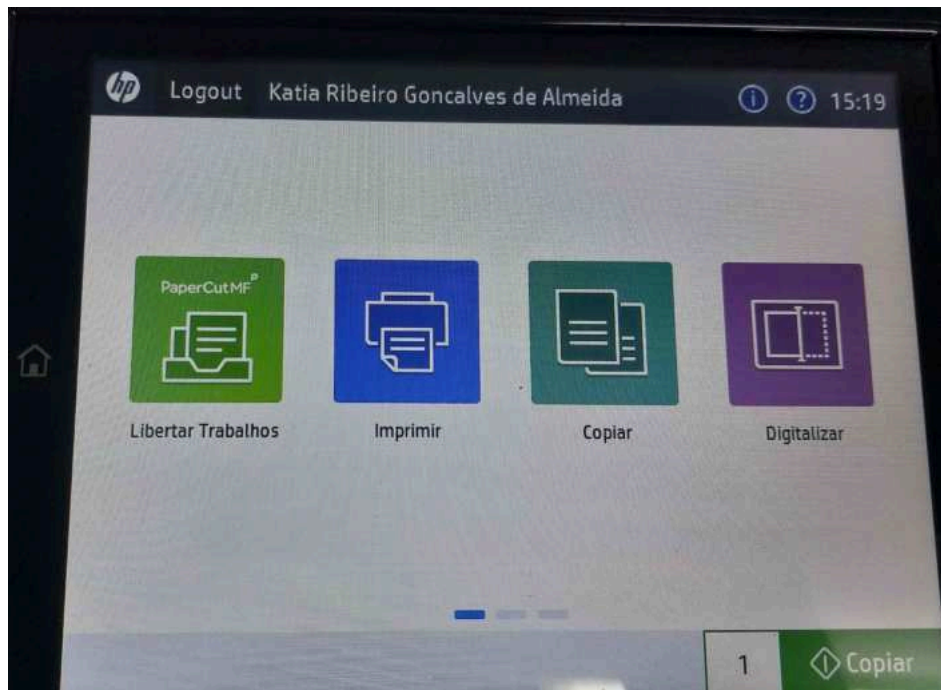 hp Logout Katia Ribeiro Goncalves de Almeida i ? 15:19
PaperCutMF P
Libertar Trabalhos
Imprimir
Copiar
Digitalizar
1 Copiar